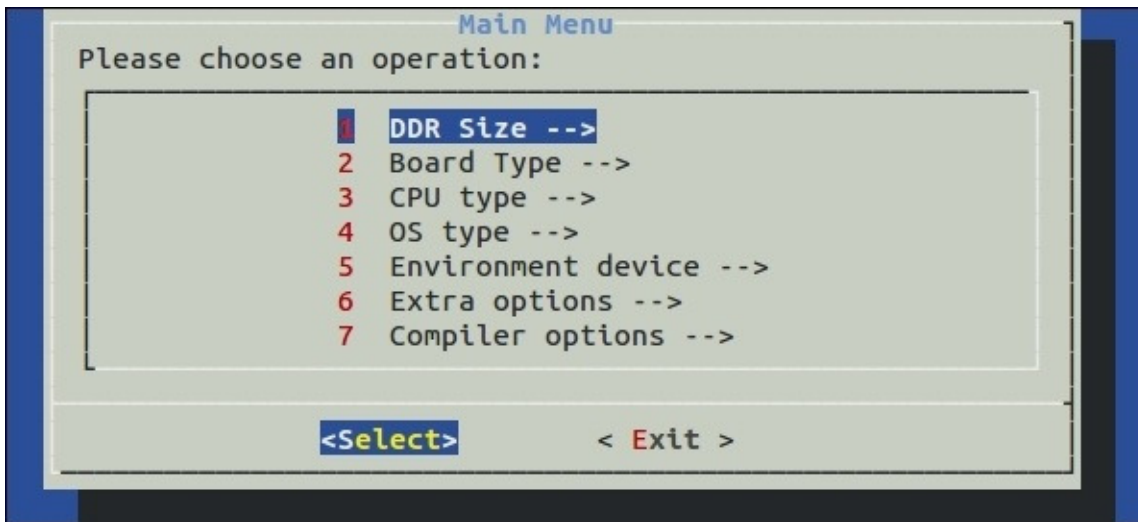 Main Menu
Please choose an operation:
1 DDR Size -->
2 Board Type -->
3 CPU type -->
4 OS type -->
5 Environment device -->
6 Extra options -->
7 Compiler options -->
<Select> < Exit >